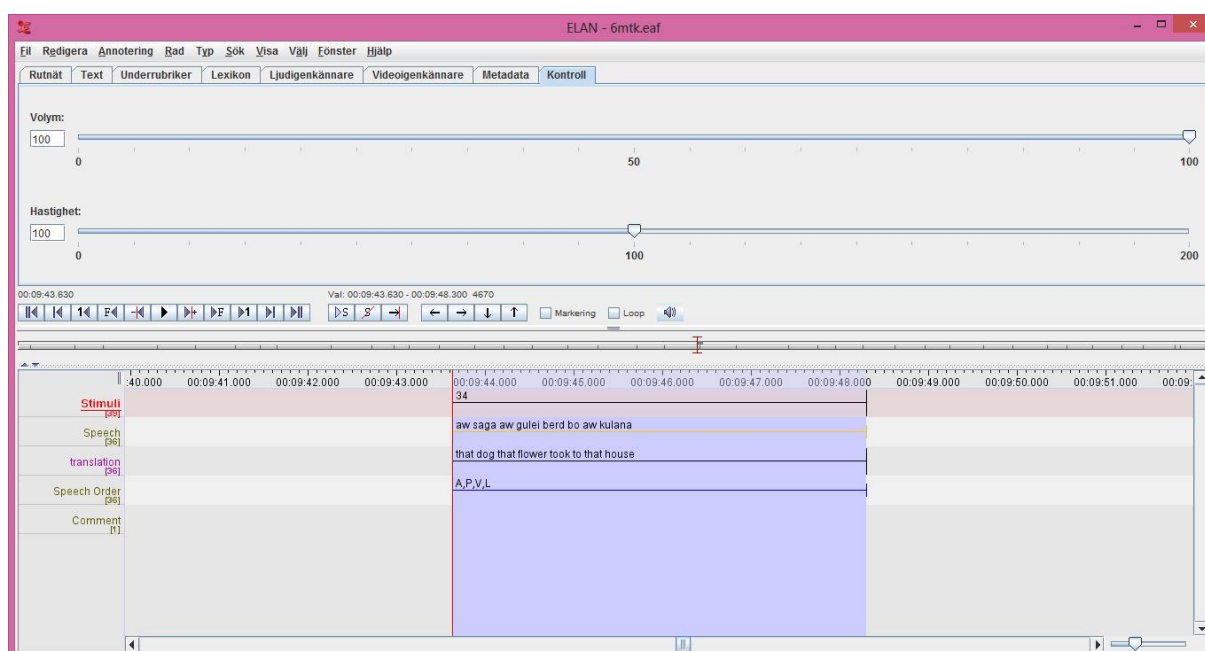 ELAN - 6mtk.eaf
Fil Redigera Annotering Rad Typ Sök Visa Välj Fönster Hjälp
Rutnät Text Underrubriker Lexikon Ljudigenkännare Videoigenkännare Metadata Kontroll
Volym:
100
0 50 100
Hastighet:
100
0 100 200
00:09:43.630 Val: 00:09:43.630 - 00:09:48.300 4670
1 F F 1 S S Markering Loop
:40.000 00:09:41.000 00:09:42.000 00:09:43.000 00:09:44.000 00:09:45.000 00:09:46.000 00:09:47.000 00:09:48.000 00:09:49.000 00:09:50.000 00:09:51.000 00:09:
Stimuli 34
[39]
Speech aw saga aw gulei berd bo aw kulana
[36]
translation that dog that flower took to that house
[36]
Speech Order A,P,V,L
[36]
Comment
[1]